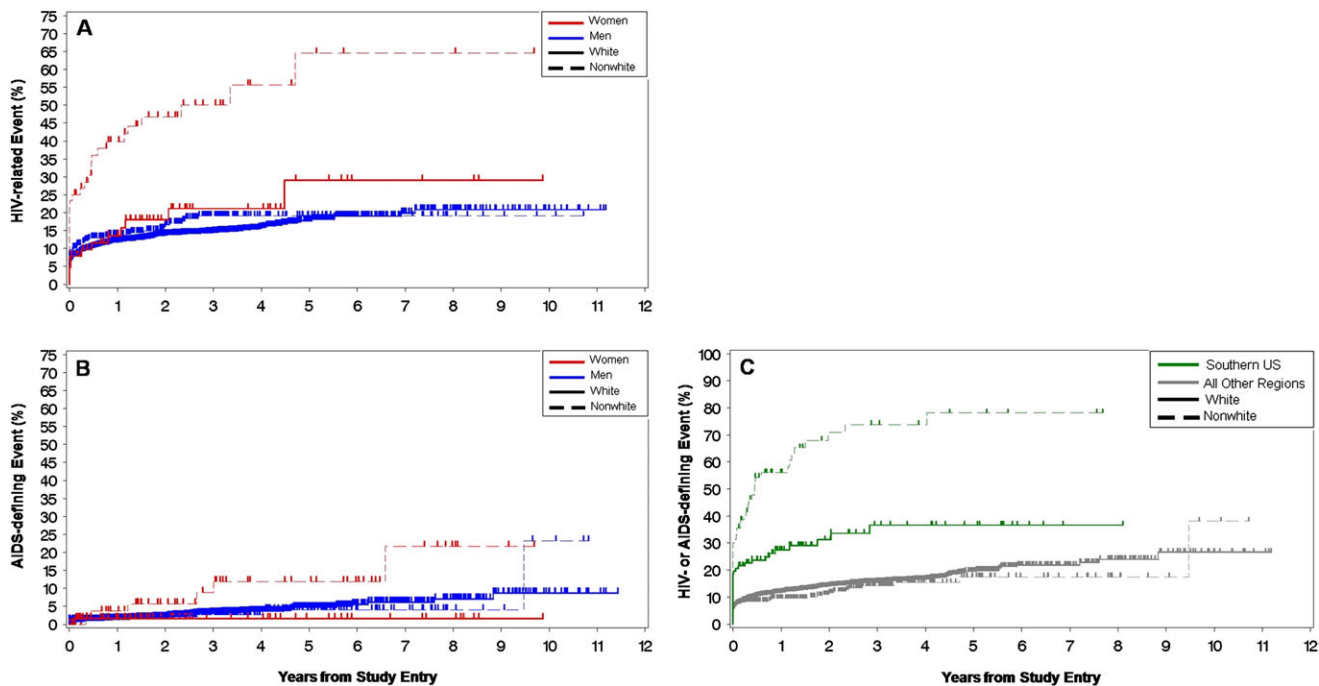 A
HIV-related Event (%)
75
70
65
60
55
50
45
40
35
30
25
20
15
10
5
0
Women
Men
White
Nonwhite
0 1 2 3 4 5 6 7 8 9 10 11 12
B
AIDS-defining Event (%)
75
70
65
60
55
50
45
40
35
30
25
20
15
10
5
0
Women
Men
White
Nonwhite
0 1 2 3 4 5 6 7 8 9 10 11 12
Years from Study Entry
C
HIV- or AIDS-defining Event (%)
100
90
80
70
60
50
40
30
20
10
0
Southern US
All Other Regions
White
Nonwhite
0 1 2 3 4 5 6 7 8 9 10 11 12
Years from Study Entry